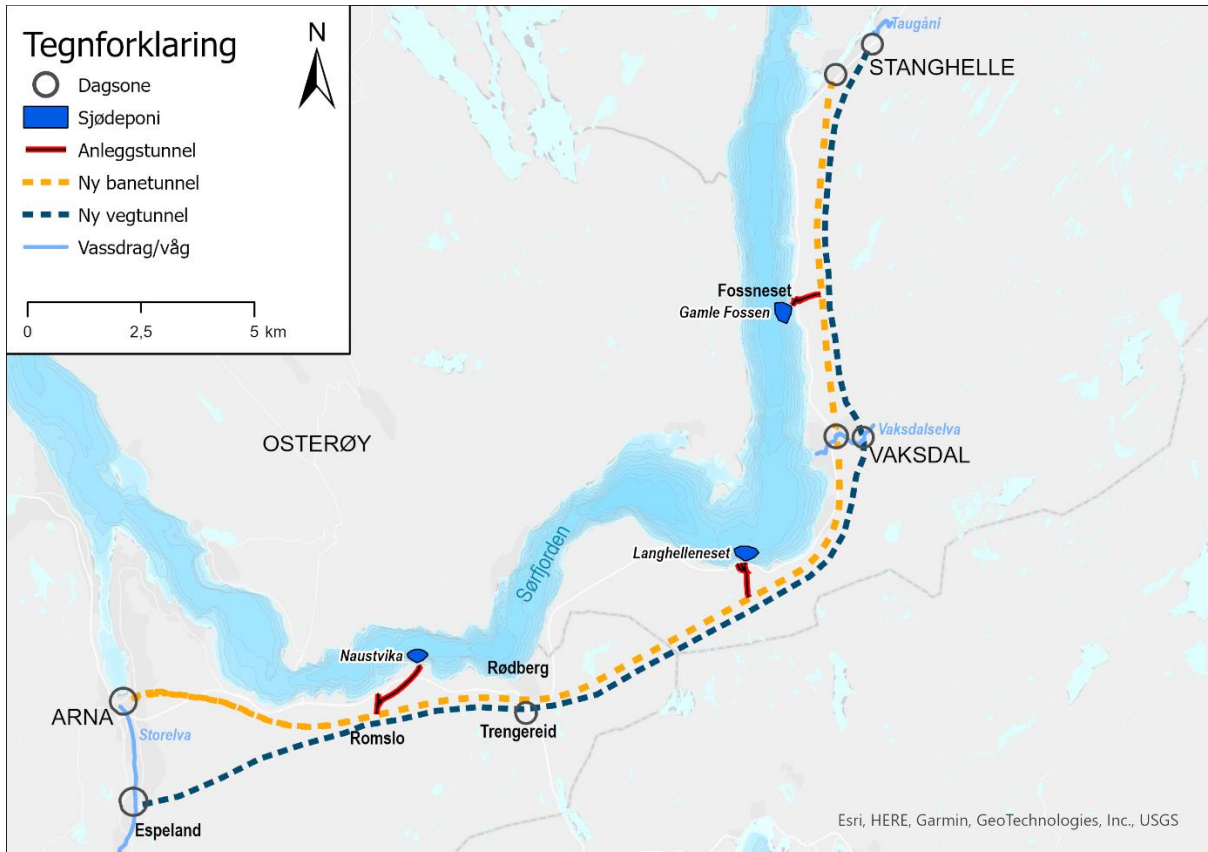 Tegnforklaring
N
Dagsone
Sjødeponi
Anleggstunnel
Ny banetunnel
Ny vegtunnel
Vassdrag/våg
0 2,5 5 km
Taugåni
STANGHELLE
Fossneset
Gamle Fossen
OSTERØY
Vaksdalselva
VAKSDAL
Langhelleneset
Sørfjorden
Naustvika
Rødberg
ARNA
Storelva
Romslo
Trengereid
Espeland
Esri, HERE, Garmin, GeoTechnologies, Inc., USGS